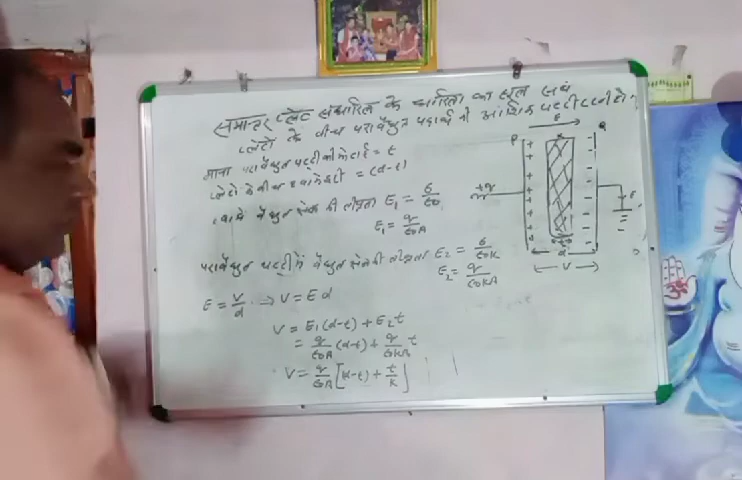 समान्तर प्लेट संधारित्र के धारिता का सूत्र जब
प्लेटों के बीच परावैद्युत पदार्थ की आंशिक पट्टी
माना परावैद्युत पट्टी की मोटाई = t
प्लेटों के बीच हवा की दूरी = (d-t)
वायु में वैद्युत क्षेत्र की तीव्रता E₁ = σ/ε0
E₁ = q/ε0A
परावैद्युत पट्टी में वैद्युत क्षेत्र की तीव्रता E₂ = σ/ε0K
E₂ = q/ε0KA
E = V/d ⇒ V = Ed
V = E₁(d-t) + E₂t
= q/ε0A (d-t) + q/ε0KA t
V = q/ε0A [(d-t) + t/K]
E
P
+q
+ + + + + + +
- - - - - - -
E
d
V